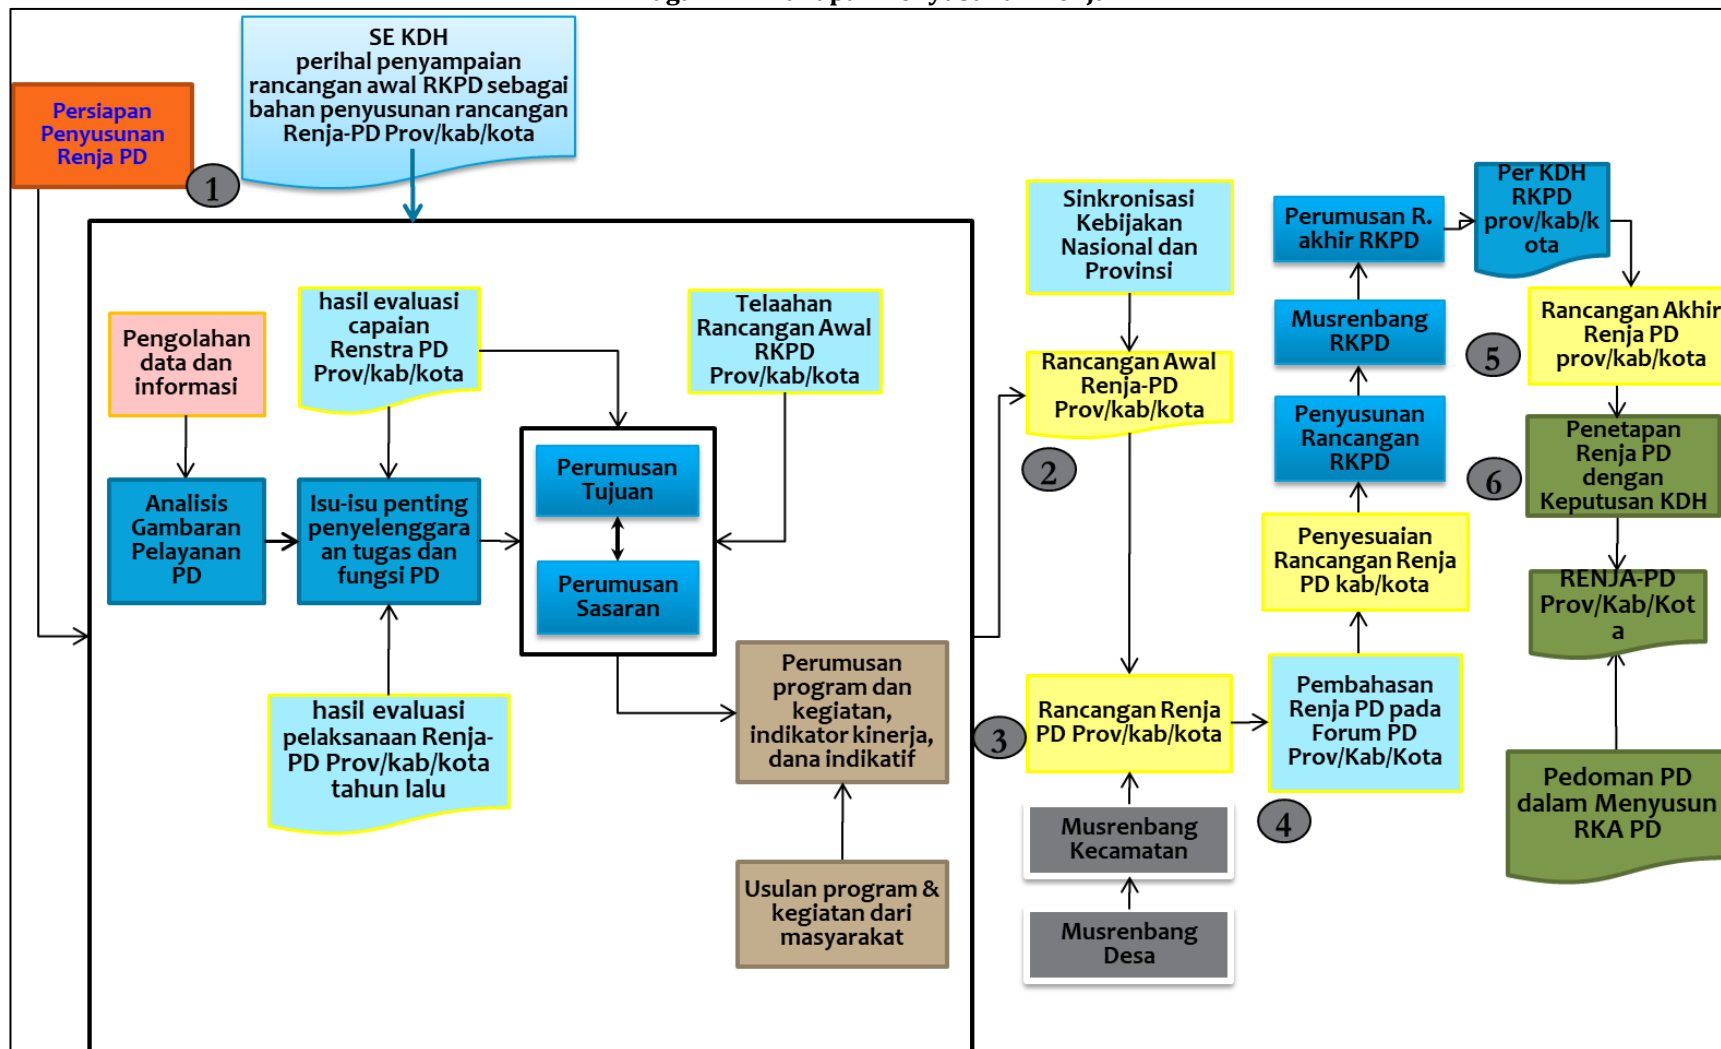 SE KDH
perihal penyampaian
rancangan awal RKPD sebagai
bahan penyusunan rancangan
Renja-PD Prov/kab/kota
Persiapan
Penyusunan
Renja PD
1
Pengolahan
data dan
informasi
hasil evaluasi
capaian
Renstra PD
Prov/kab/kota
Telaahan
Rancangan Awal
RKPD
Prov/kab/kota
Analisis
Gambaran
Pelayanan
PD
Isu-isu penting
penyelenggara
an tugas dan
fungsi PD
Perumusan
Tujuan
Perumusan
Sasaran
hasil evaluasi
pelaksanaan Renja-
PD Prov/kab/kota
tahun lalu
Perumusan
program dan
kegiatan,
indikator kinerja,
dana indikatif
Usulan program &
kegiatan dari
masyarakat
Sinkronisasi
Kebijakan
Nasional dan
Provinsi
Rancangan Awal
Renja-PD
Prov/kab/kota
2
Rancangan Renja
PD Prov/kab/kota
3
Musrenbang
Kecamatan
Musrenbang
Desa
Pembahasan
Renja PD pada
Forum PD
Prov/Kab/Kota
4
Penyesuaian
Rancangan Renja
PD kab/kota
Penyusunan
Rancangan
RKPD
Musrenbang
RKPD
Perumusan R.
akhir RKPD
Per KDH
RKPD
prov/kab/k
ota
Rancangan Akhir
Renja PD
prov/kab/kota
5
Penetapan
Renja PD
dengan
Keputusan KDH
6
RENJA-PD
Prov/Kab/Kot
a
Pedoman PD
dalam Menyusun
RKA PD